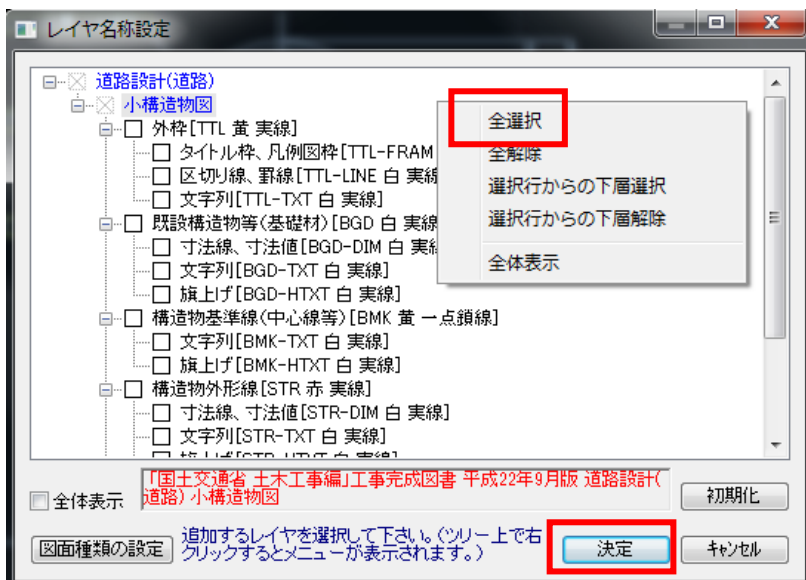 レイヤ名称設定
道路設計(道路)
小構造物図
外枠[TTL 黄 実線]
タイトル枠、凡例図枠[TTL-FRAM
区切り線、罫線[TTL-LINE 白 実線
文字列[TTL-TXT 白 実線]
既設構造物等(基礎材)[BGD 白 実線
寸法線、寸法値[BGD-DIM 白 実線
文字列[BGD-TXT 白 実線]
旗上げ[BGD-HTXT 白 実線]
構造物基準線(中心線等)[BMK 黄 一点鎖線]
文字列[BMK-TXT 白 実線]
旗上げ[BMK-HTXT 白 実線]
構造物外形線[STR 赤 実線]
寸法線、寸法値[STR-DIM 白 実線]
文字列[STR-TXT 白 実線]
全選択
全解除
選択行からの下層選択
選択行からの下層解除
全体表示
全体表示
「国土交通省 土木工事編」工事完成図書 平成22年9月版 道路設計(
道路) 小構造物図
初期化
図面種類の設定
追加するレイヤを選択して下さい。(ツリー上で右
クリックするとメニューが表示されます。)
決定
キャンセル